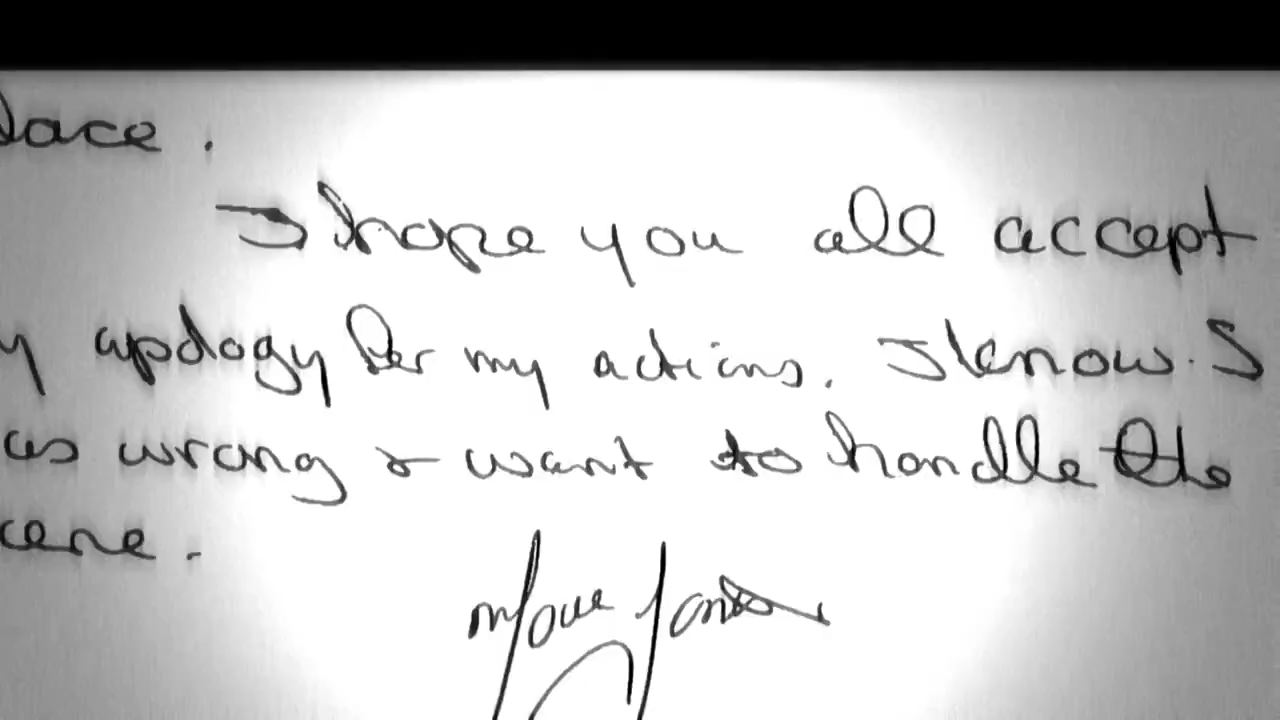 lace.
I hope you all accept
y apology for my actions. I know I
as wrong & want to handle the
cene.